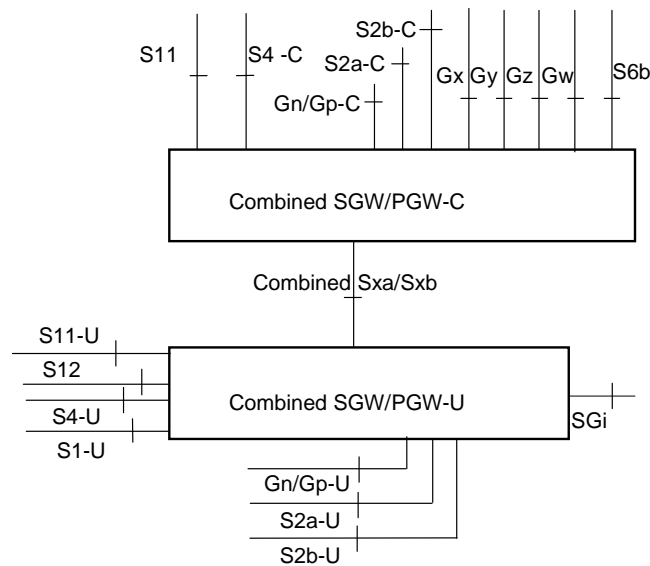 S2b-C
S11
S4 -C
S2a-C
Gx
Gy
Gz
Gw
S6b
Gn/Gp-C
Combined SGW/PGW-C
Combined Sxa/Sxb
S11-U
S12
Combined SGW/PGW-U
S4-U
SGi
S1-U
Gn/Gp-U
S2a-U
S2b-U